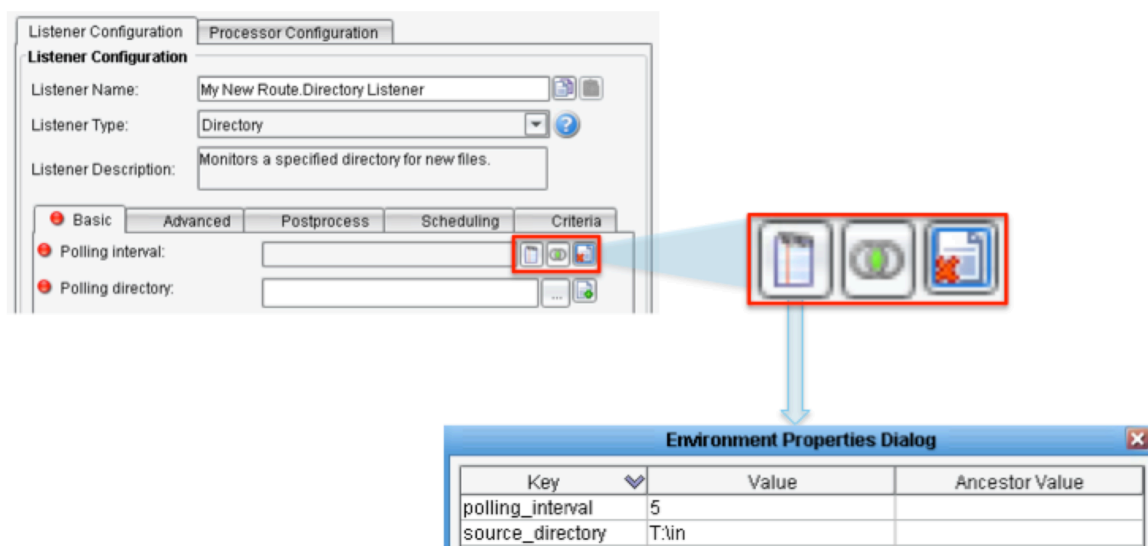 Listener Configuration Processor Configuration
Listener Configuration
Listener Name: My New Route.Directory Listener
Listener Type: Directory
Listener Description: Monitors a specified directory for new files.
Basic Advanced Postprocess Scheduling Criteria
Polling interval:
Polling directory: ...
Environment Properties Dialog
Key Value Ancestor Value
polling_interval 5
source_directory T:\in